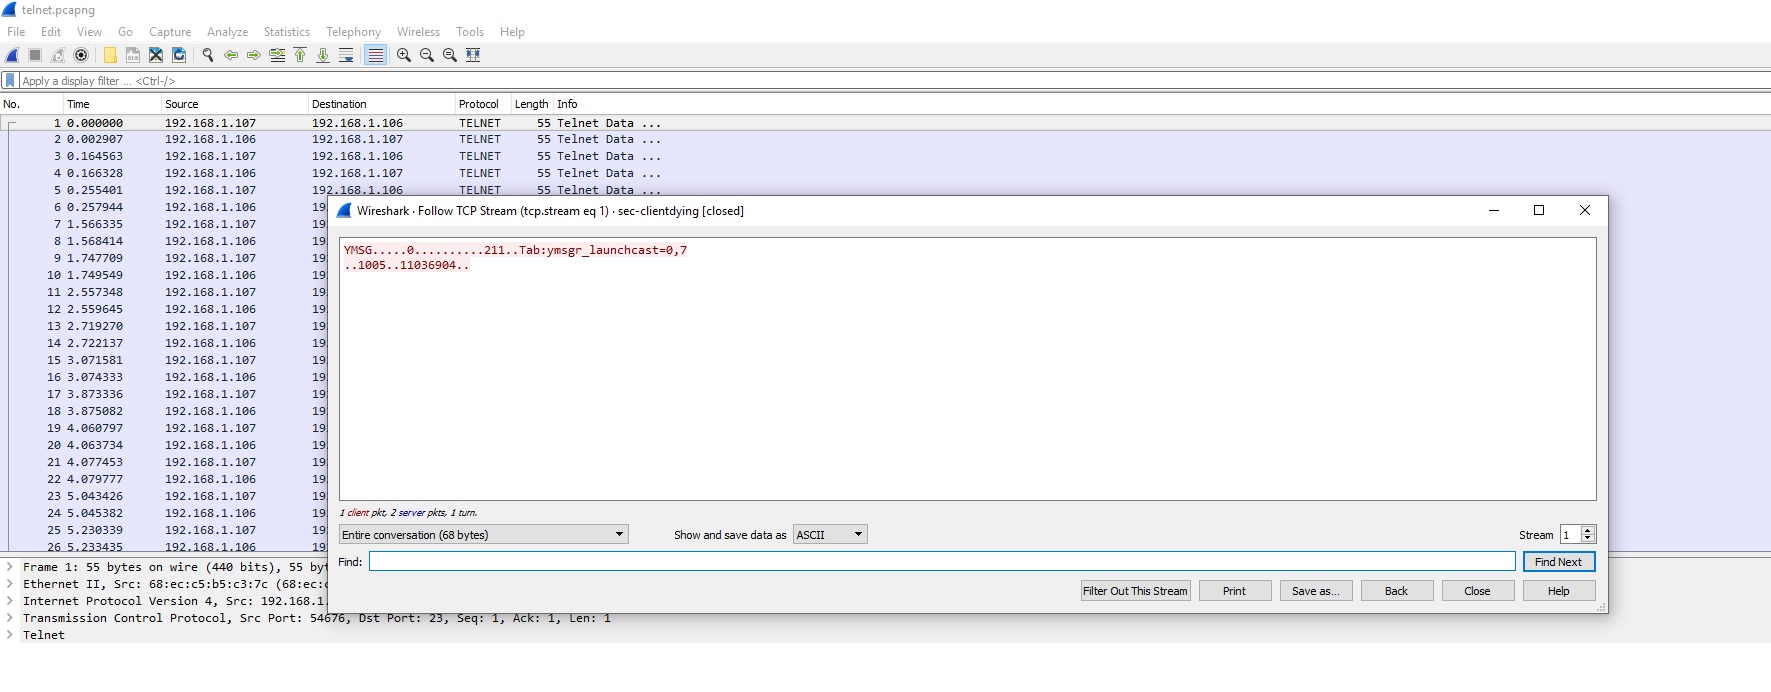 telnet.pcapng
File Edit View Go Capture Analyze Statistics Telephony Wireless Tools Help
Apply a display filter ... <Ctrl-/>
No. Time Source Destination Protocol Length Info
1 0.000000 192.168.1.107 192.168.1.106 TELNET 55 Telnet Data ...
2 0.002907 192.168.1.106 192.168.1.107 TELNET 55 Telnet Data ...
3 0.164563 192.168.1.107 192.168.1.106 TELNET 55 Telnet Data ...
4 0.166328 192.168.1.106 192.168.1.107 TELNET 55 Telnet Data ...
5 0.255401 192.168.1.107 192.168.1.106 TELNET 55 Telnet Data ...
6 0.257944 192.168.1.106 19
7 1.566335 192.168.1.107 19
8 1.568414 192.168.1.106 19
9 1.747709 192.168.1.107 19
10 1.749549 192.168.1.106 19
11 2.557348 192.168.1.107 19
12 2.559645 192.168.1.106 19
13 2.719270 192.168.1.107 19
14 2.722137 192.168.1.106 19
15 3.071581 192.168.1.107 19
16 3.074333 192.168.1.106 19
17 3.873336 192.168.1.107 19
18 3.875082 192.168.1.106 19
19 4.060797 192.168.1.107 19
20 4.063734 192.168.1.106 19
21 4.077453 192.168.1.107 19
22 4.079777 192.168.1.106 19
23 5.043426 192.168.1.107 19
24 5.045382 192.168.1.106 19
25 5.230339 192.168.1.107 19
26 5.233435 192.168.1.106 19
Frame 1: 55 bytes on wire (440 bits), 55 byt
Ethernet II, Src: 68:ec:c5:b5:c3:7c (68:ec:c
Internet Protocol Version 4, Src: 192.168.1.
Transmission Control Protocol, Src Port: 54676, Dst Port: 23, Seq: 1, Ack: 1, Len: 1
Telnet
Wireshark · Follow TCP Stream (tcp.stream eq 1) · sec-clientdying [closed]
YMSG.....0..........211..Tab:ymsgr_launchcast=0,7
..1005..11036904..
1 client pkt, 2 server pkts, 1 turn.
Entire conversation (68 bytes) Show and save data as ASCII Stream 1
Find: Find Next
Filter Out This Stream Print Save as... Back Close Help